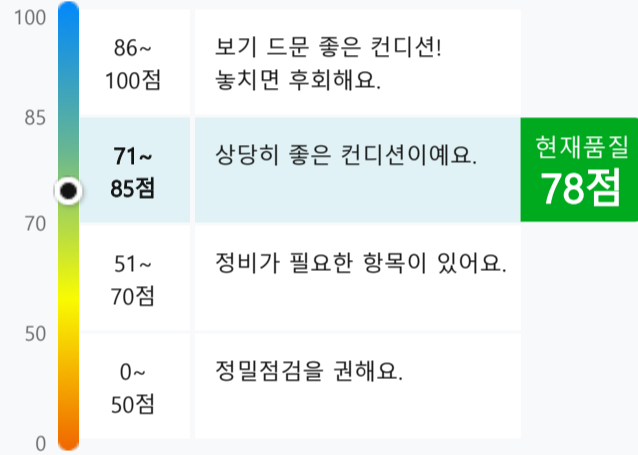 100
86~
100점
보기 드문 좋은 컨디션!
놓치면 후회해요.
85
71~
85점
상당히 좋은 컨디션이예요.
현재품질
78점
70
51~
70점
정비가 필요한 항목이 있어요.
50
0~
50점
정밀점검을 권해요.
0